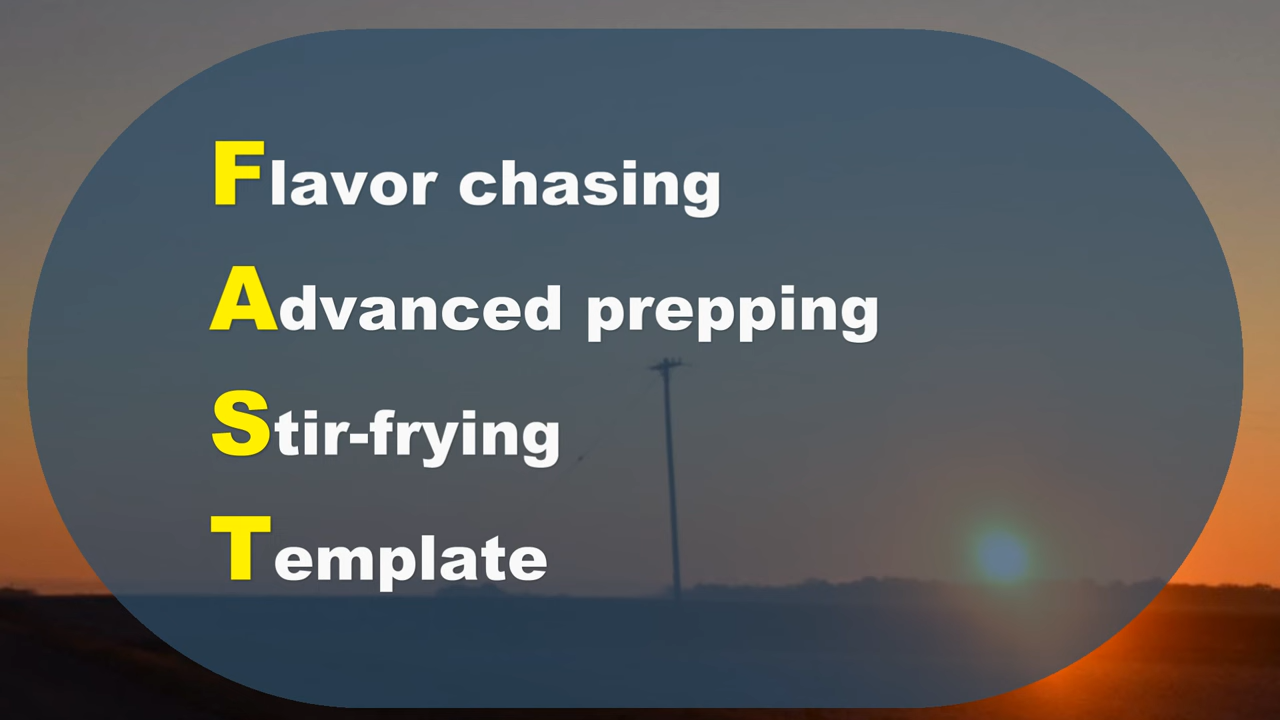 Flavor chasing
Advanced prepping
Stir-frying
Template